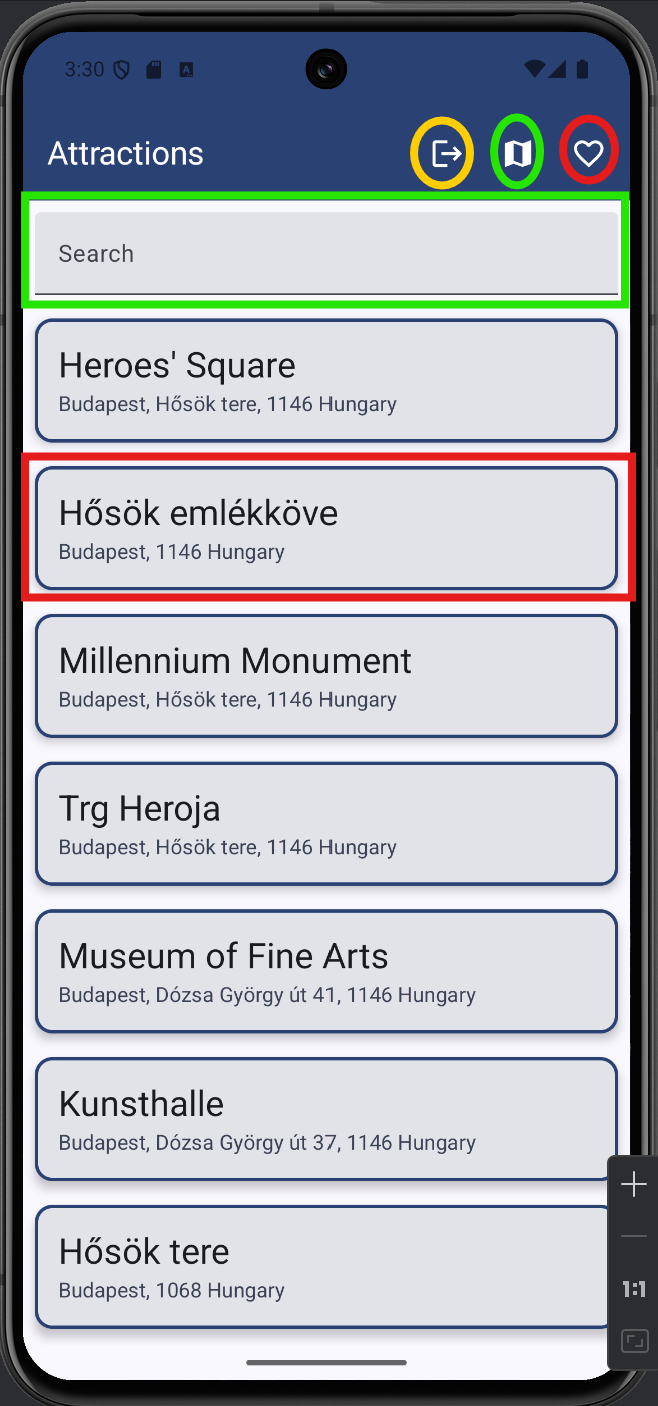 3:30
Attractions
Search
Heroes' Square
Budapest, Hősök tere, 1146 Hungary
Hősök emlékköve
Budapest, 1146 Hungary
Millennium Monument
Budapest, Hősök tere, 1146 Hungary
Trg Heroja
Budapest, Hősök tere, 1146 Hungary
Museum of Fine Arts
Budapest, Dózsa György út 41, 1146 Hungary
Kunsthalle
Budapest, Dózsa György út 37, 1146 Hungary
Hősök tere
Budapest, 1068 Hungary
1:1